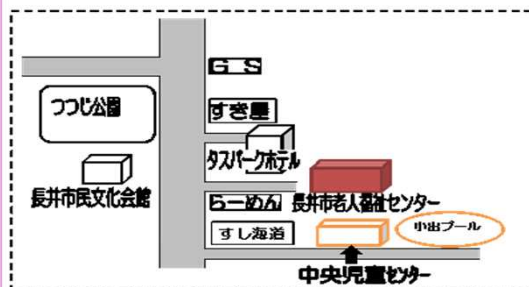 GS
つつじ公園
すき屋
タスパークホテル
長井市民文化会館
らーめん
長井市老人福祉センター
すし海道
小出プール
中央児童センター